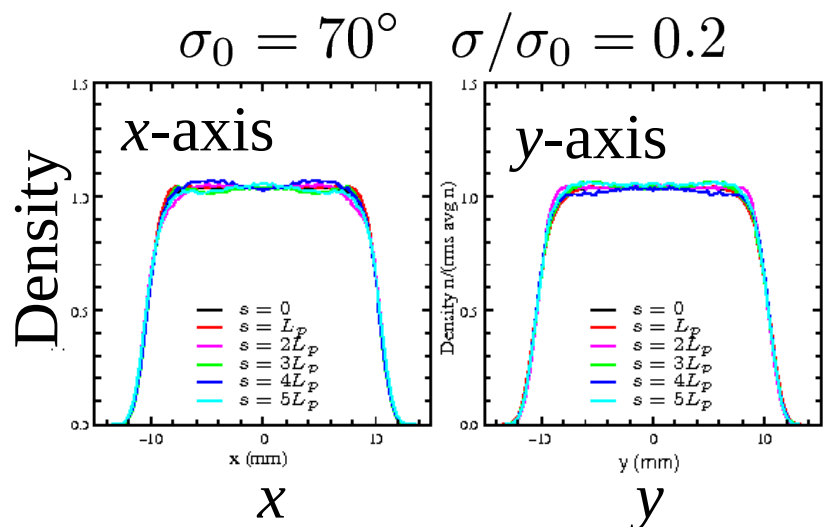 σ₀ = 70° σ/σ₀ = 0.2
x-axis
Density
1.5
1.0
0.5
0.0
s = 0
s = Lₚ
s = 2Lₚ
s = 3Lₚ
s = 4Lₚ
s = 5Lₚ
-10 0 10
x (mm)
x
y-axis
Density n/(rms avg n)
1.5
1.0
0.5
0.0
s = 0
s = Lₚ
s = 2Lₚ
s = 3Lₚ
s = 4Lₚ
s = 5Lₚ
-10 0 10
y (mm)
y